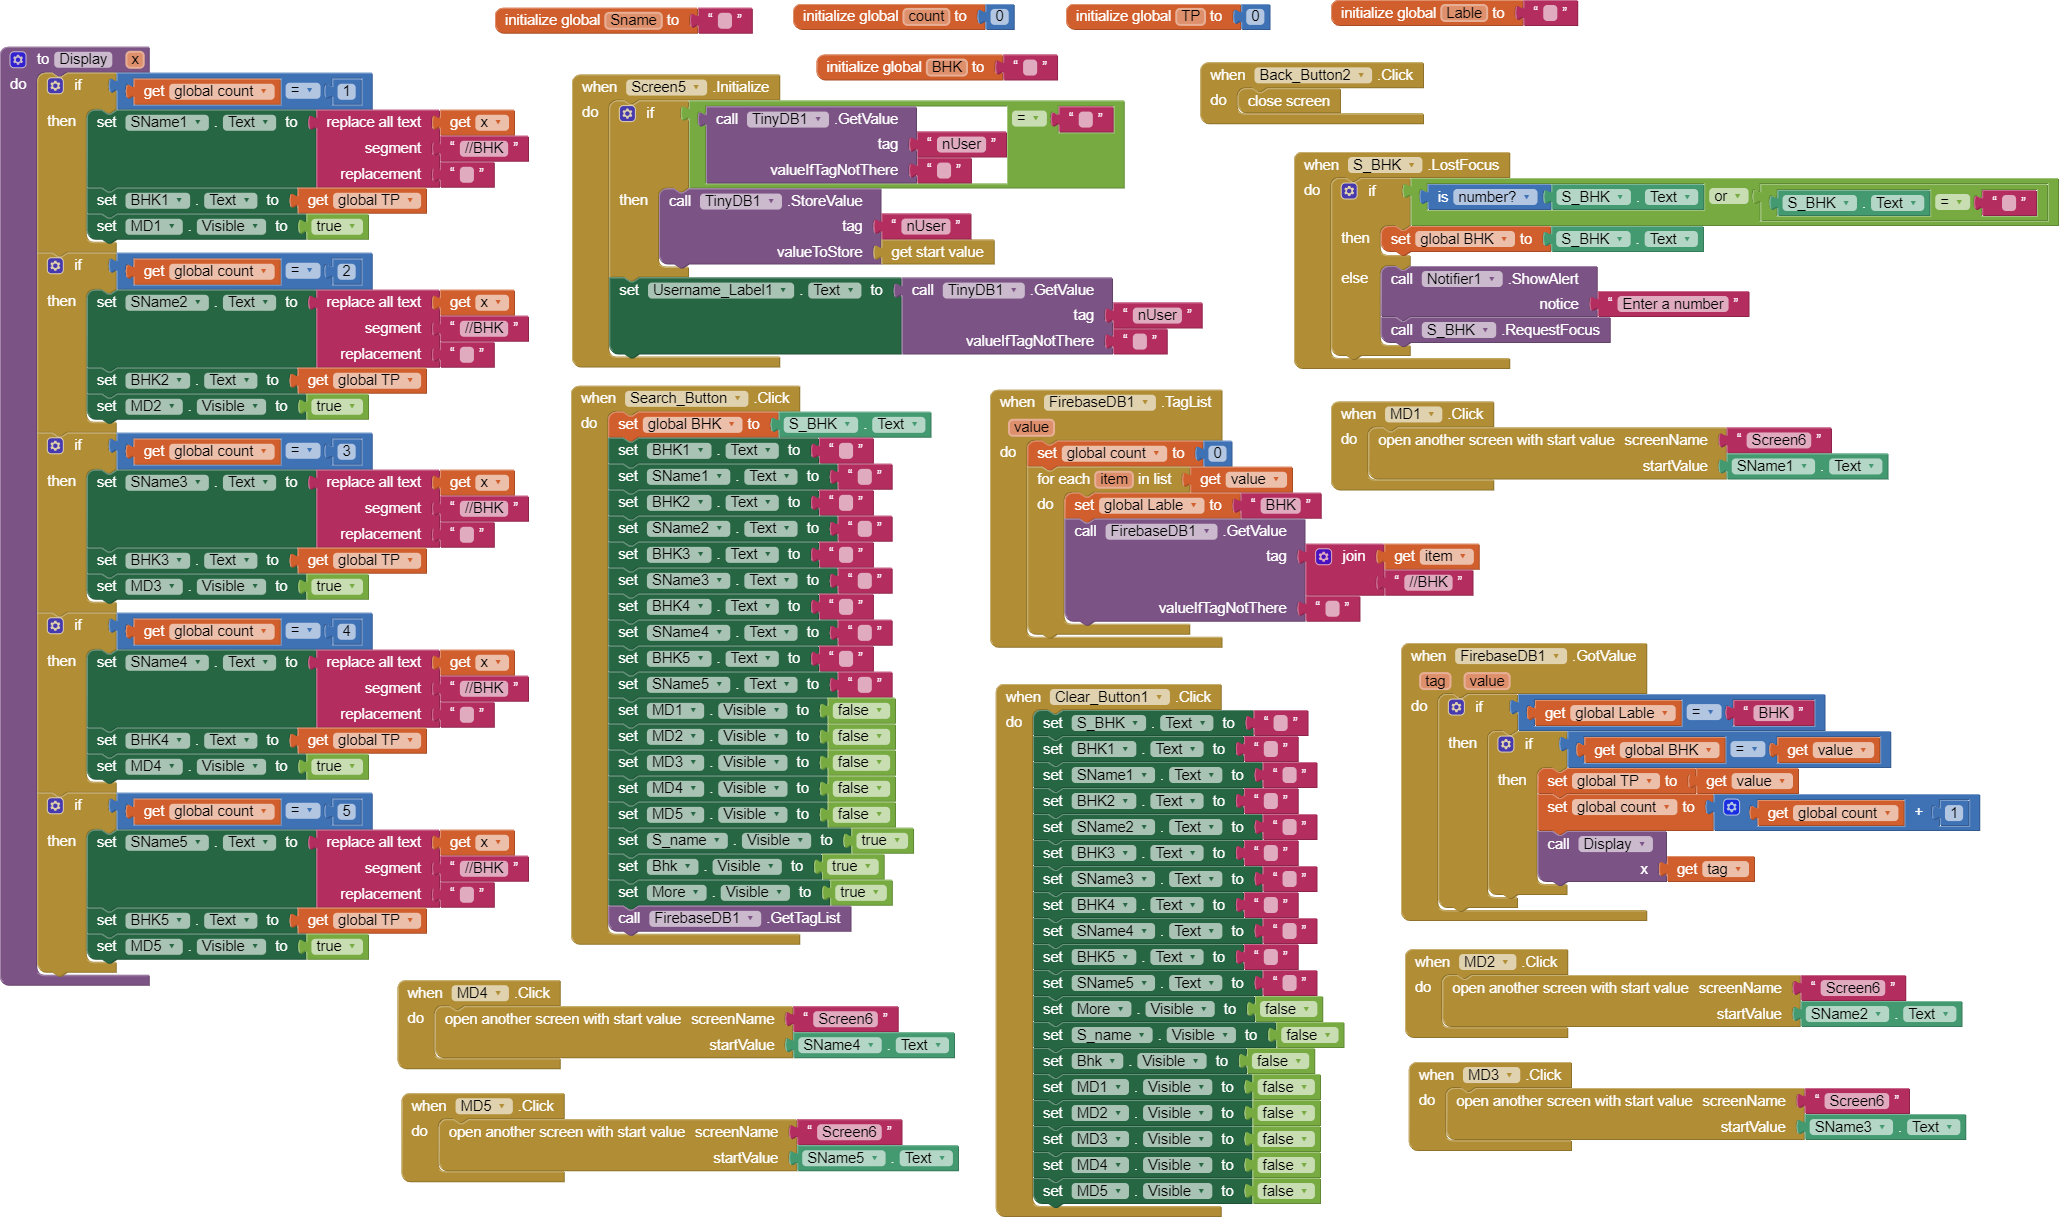 initialize global Sname to " "
initialize global count to 0
initialize global TP to 0
initialize global Lable to " "
initialize global BHK to " "
to Display x
do if get global count = 1
then set SName1 . Text to replace all text get x
segment " //BHK "
replacement " "
set BHK1 . Text to get global TP
set MD1 . Visible to true
if get global count = 2
then set SName2 . Text to replace all text get x
segment " //BHK "
replacement " "
set BHK2 . Text to get global TP
set MD2 . Visible to true
if get global count = 3
then set SName3 . Text to replace all text get x
segment " //BHK "
replacement " "
set BHK3 . Text to get global TP
set MD3 . Visible to true
if get global count = 4
then set SName4 . Text to replace all text get x
segment " //BHK "
replacement " "
set BHK4 . Text to get global TP
set MD4 . Visible to true
if get global count = 5
then set SName5 . Text to replace all text get x
segment " //BHK "
replacement " "
set BHK5 . Text to get global TP
set MD5 . Visible to true
when Screen5 .Initialize
do if call TinyDB1 .GetValue = " "
tag " nUser "
valueIfTagNotThere " "
then call TinyDB1 .StoreValue
tag " nUser "
valueToStore get start value
set Username_Label1 . Text to call TinyDB1 .GetValue
tag " nUser "
valueIfTagNotThere " "
when Back_Button2 .Click
do close screen
when S_BHK .LostFocus
do if is number? S_BHK . Text or S_BHK . Text = " "
then set global BHK to S_BHK . Text
else call Notifier1 .ShowAlert
notice " Enter a number "
call S_BHK .RequestFocus
when Search_Button .Click
do set global BHK to S_BHK . Text
set BHK1 . Text to " "
set SName1 . Text to " "
set BHK2 . Text to " "
set SName2 . Text to " "
set BHK3 . Text to " "
set SName3 . Text to " "
set BHK4 . Text to " "
set SName4 . Text to " "
set BHK5 . Text to " "
set SName5 . Text to " "
set MD1 . Visible to false
set MD2 . Visible to false
set MD3 . Visible to false
set MD4 . Visible to false
set MD5 . Visible to false
set S_name . Visible to true
set Bhk . Visible to true
set More . Visible to true
call FirebaseDB1 .GetTagList
when FirebaseDB1 .TagList
value
do set global count to 0
for each item in list get value
do set global Lable to " BHK "
call FirebaseDB1 .GetValue
tag join get item
" //BHK "
valueIfTagNotThere " "
when MD1 .Click
do open another screen with start value screenName " Screen6 "
startValue SName1 . Text
when FirebaseDB1 .GotValue
tag value
do if get global Lable = " BHK "
then if get global BHK = get value
then set global TP to get value
set global count to get global count + 1
call Display
x get tag
when Clear_Button1 .Click
do set S_BHK . Text to " "
set BHK1 . Text to " "
set SName1 . Text to " "
set BHK2 . Text to " "
set SName2 . Text to " "
set BHK3 . Text to " "
set SName3 . Text to " "
set BHK4 . Text to " "
set SName4 . Text to " "
set BHK5 . Text to " "
set SName5 . Text to " "
set More . Visible to false
set S_name . Visible to false
set Bhk . Visible to false
set MD1 . Visible to false
set MD2 . Visible to false
set MD3 . Visible to false
set MD4 . Visible to false
set MD5 . Visible to false
when MD2 .Click
do open another screen with start value screenName " Screen6 "
startValue SName2 . Text
when MD3 .Click
do open another screen with start value screenName " Screen6 "
startValue SName3 . Text
when MD4 .Click
do open another screen with start value screenName " Screen6 "
startValue SName4 . Text
when MD5 .Click
do open another screen with start value screenName " Screen6 "
startValue SName5 . Text